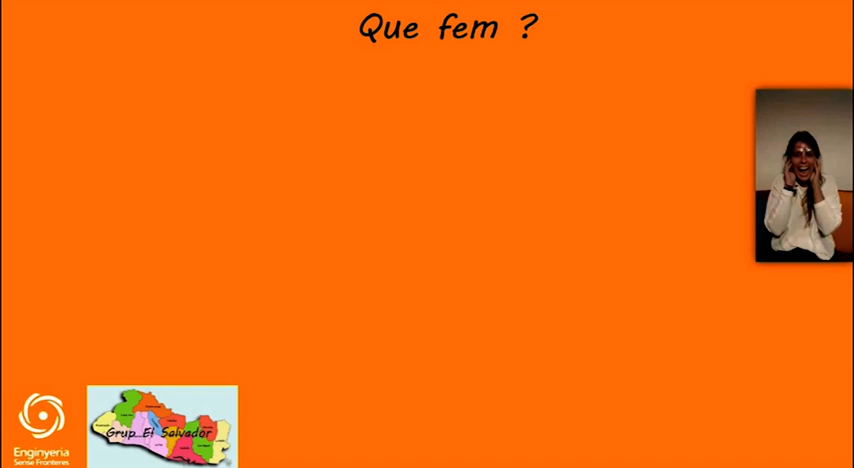 Que fem ?
Grup El Salvador
Enginyeria
Sense Fronteres